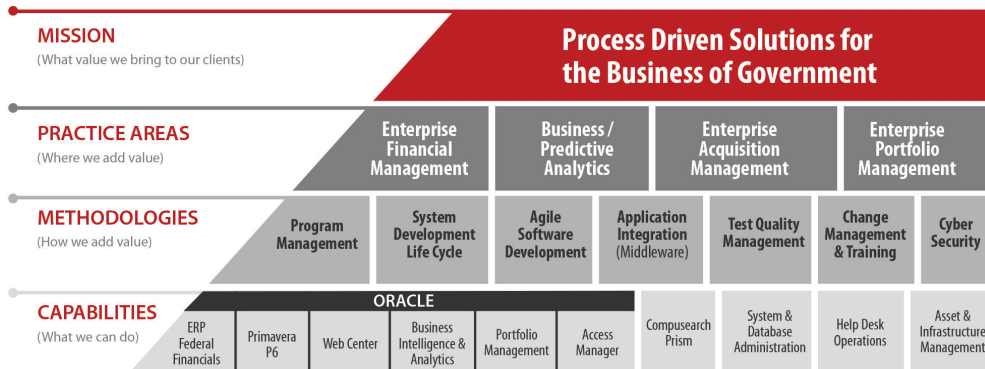 MISSION
(What value we bring to our clients)
Process Driven Solutions for
the Business of Government
PRACTICE AREAS
(Where we add value)
Enterprise
Financial
Management
Business /
Predictive
Analytics
Enterprise
Acquisition
Management
Enterprise
Portfolio
Management
METHODOLOGIES
(How we add value)
Program
Management
System
Development
Life Cycle
Agile
Software
Development
Application
Integration
(Middleware)
Test Quality
Management
Change
Management
& Training
Cyber
Security
CAPABILITIES
(What we can do)
ORACLE
ERP
Federal
Financials
Primavera
P6
Web Center
Business
Intelligence &
Analytics
Portfolio
Management
Access
Manager
Compusearch
Prism
System &
Database
Administration
Help Desk
Operations
Asset &
Infrastructure
Management